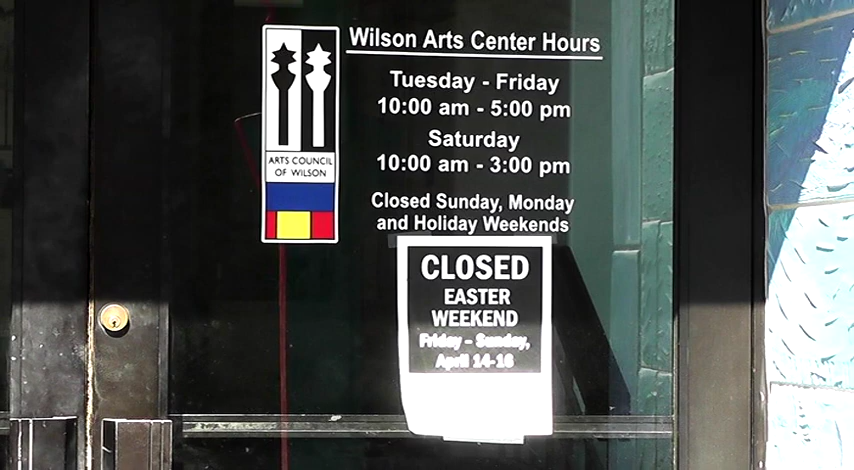 Wilson Arts Center Hours
Tuesday - Friday
10:00 am - 5:00 pm
Saturday
10:00 am - 3:00 pm
Closed Sunday, Monday
and Holiday Weekends
ARTS COUNCIL
OF WILSON
CLOSED
EASTER
WEEKEND
Friday - Sunday,
April 14-16